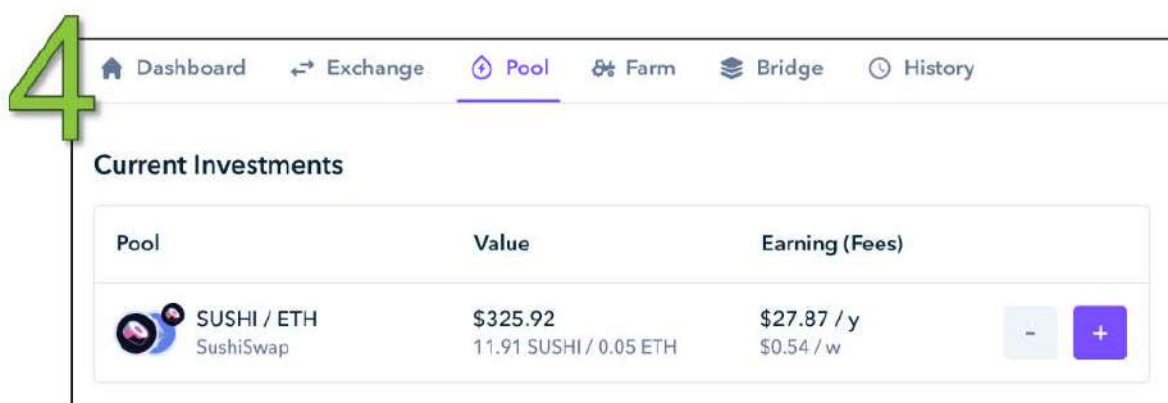 4
Dashboard Exchange Pool Farm Bridge History
Current Investments
Pool Value Earning (Fees)
SUSHI / ETH $325.92 $27.87 / y - +
SushiSwap 11.91 SUSHI / 0.05 ETH $0.54 / w